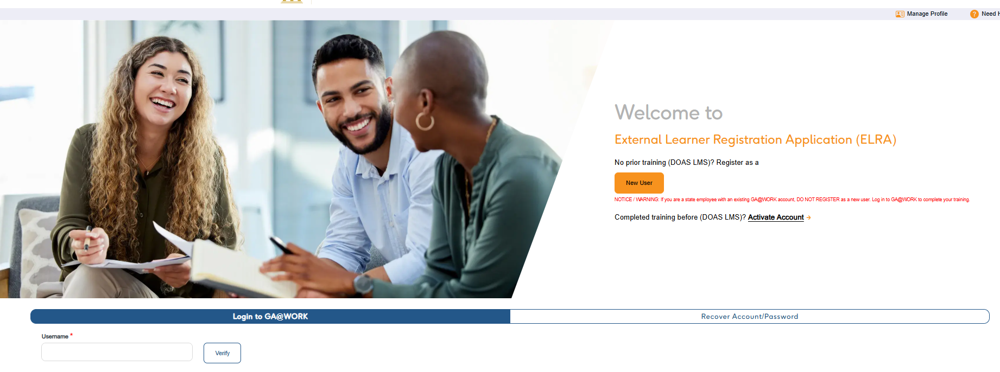 Manage Profile
Need H
Welcome to
External Learner Registration Application (ELRA)
No prior training (DOAS LMS)? Register as a
New User
NOTICE / WARNING: If you are a state employee with an existing GA@WORK account, DO NOT REGISTER as a new user. Log in to GA@WORK to complete your training.
Completed training before (DOAS LMS)? Activate Account →
Login to GA@WORK
Recover Account/Password
Username *
Verify